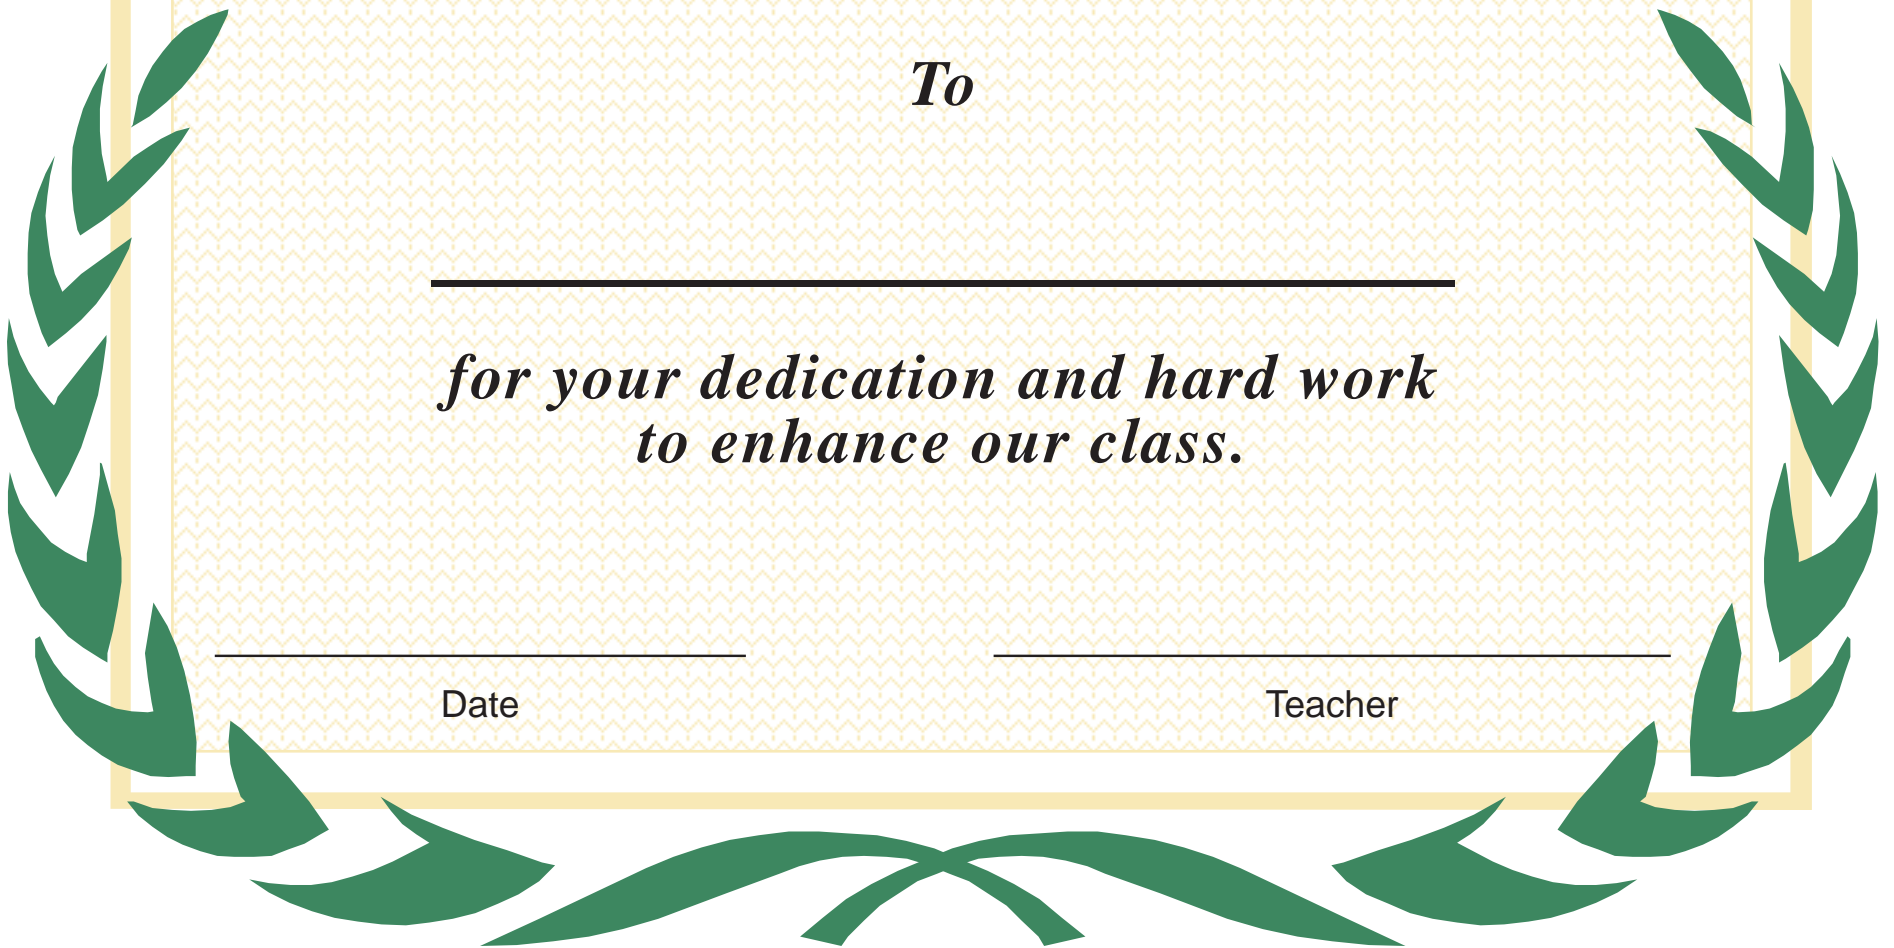 To
for your dedication and hard work
to enhance our class.
Date
Teacher